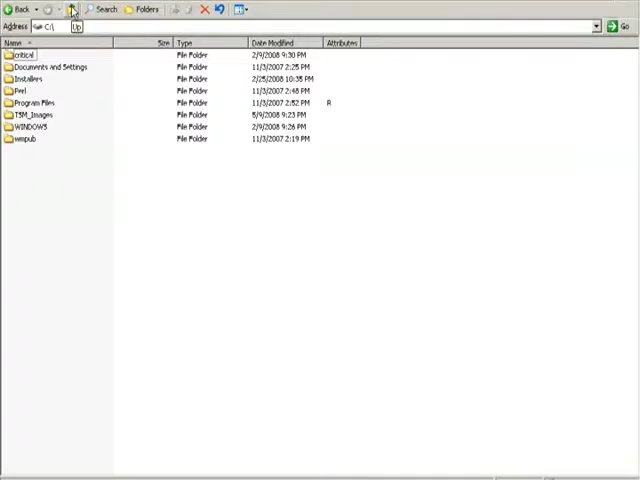 Back Search Folders
Address C:\ Up Go
Name Size Type Date Modified Attributes
critical File Folder 2/9/2008 9:30 PM
Documents and Settings File Folder 11/3/2007 2:25 PM
Installers File Folder 2/25/2008 10:35 PM
Perl File Folder 11/3/2007 2:48 PM
Program Files File Folder 11/3/2007 2:52 PM R
TSM_Images File Folder 5/9/2008 9:23 PM
WINDOWS File Folder 2/9/2008 9:26 PM
wmpub File Folder 11/3/2007 2:19 PM